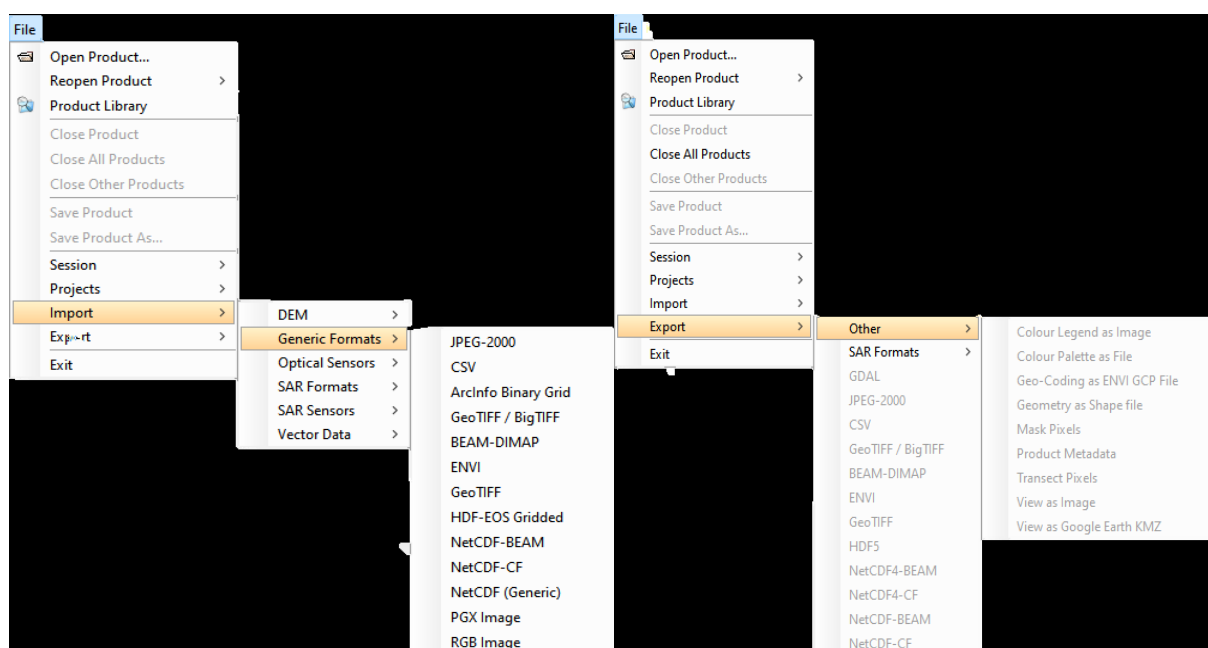 File
Open Product...
Reopen Product
Product Library
Close Product
Close All Products
Close Other Products
Save Product
Save Product As...
Session
Projects
Import
Exit
DEM
Generic Formats
Optical Sensors
SAR Formats
SAR Sensors
Vector Data
JPEG-2000
CSV
ArcInfo Binary Grid
GeoTIFF / BigTIFF
BEAM-DIMAP
ENVI
GeoTIFF
HDF-EOS Gridded
NetCDF-BEAM
NetCDF-CF
NetCDF (Generic)
PGX Image
RGB Image
File
Open Product...
Reopen Product
Product Library
Close Product
Close All Products
Close Other Products
Save Product
Save Product As...
Session
Projects
Import
Export
Exit
Other
SAR Formats
GDAL
JPEG-2000
CSV
GeoTIFF / BigTIFF
BEAM-DIMAP
ENVI
GeoTIFF
HDF5
NetCDF4-BEAM
NetCDF4-CF
NetCDF-BEAM
NetCDF-CF
Colour Legend as Image
Colour Palette as File
Geo-Coding as ENVI GCP File
Geometry as Shape file
Mask Pixels
Product Metadata
Transect Pixels
View as Image
View as Google Earth KMZ